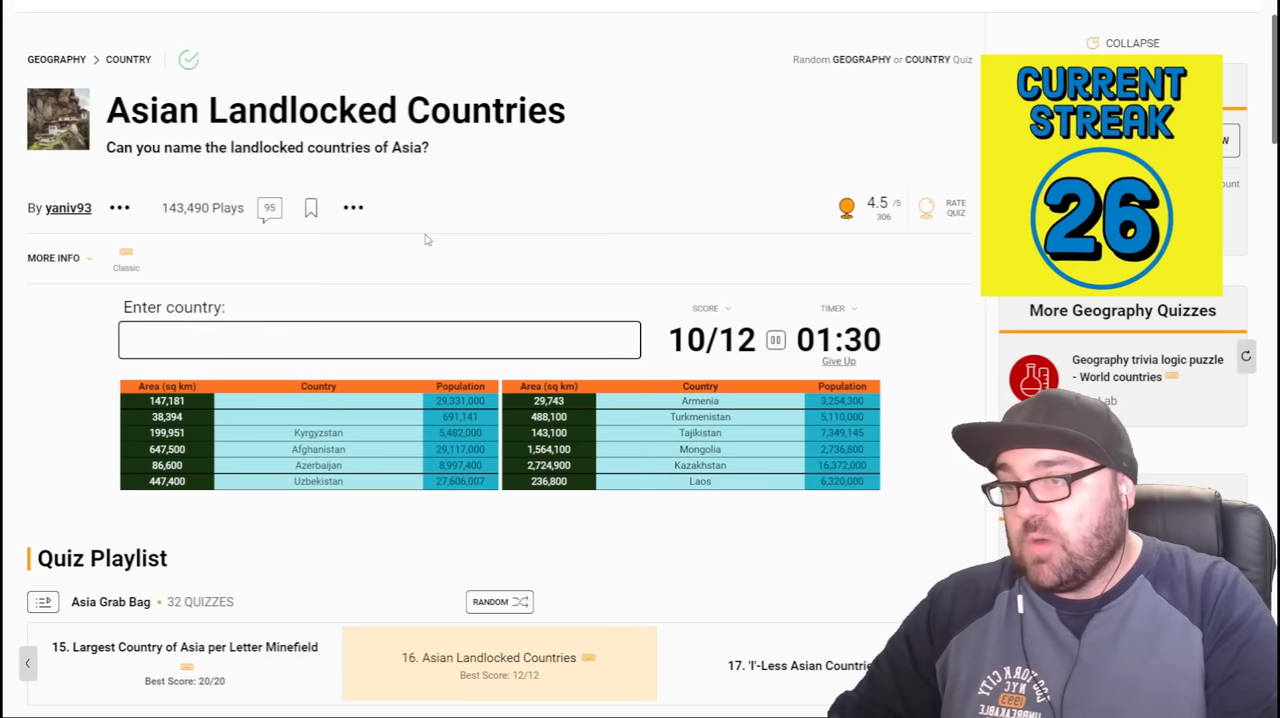 GEOGRAPHY > COUNTRY
Random GEOGRAPHY or COUNTRY Quiz
COLLAPSE
Asian Landlocked Countries
Can you name the landlocked countries of Asia?
CURRENT
STREAK
26
By yaniv93 ••• 143,490 Plays 95 •••
4.5 /5
306
RATE
QUIZ
MORE INFO
Classic
Enter country:
SCORE
TIMER
10/12
01:30
Give Up
Area (sq km) Country Population Area (sq km) Country Population
147,181 29,331,000 29,743 Armenia 3,254,300
38,394 691,141 488,100 Turkmenistan 5,110,000
199,951 Kyrgyzstan 5,482,000 143,100 Tajikistan 7,349,145
647,500 Afghanistan 29,117,000 1,564,100 Mongolia 2,736,800
86,600 Azerbaijan 8,997,400 2,724,900 Kazakhstan 16,372,000
447,400 Uzbekistan 27,606,007 236,800 Laos 6,320,000
More Geography Quizzes
Geography trivia logic puzzle
- World countries
Quiz Playlist
Asia Grab Bag • 32 QUIZZES
RANDOM
15. Largest Country of Asia per Letter Minefield
Best Score: 20/20
16. Asian Landlocked Countries
Best Score: 12/12
17. 'I'-Less Asian Countrie
YORK CITY
NYC
1993
UNBREAKABLE